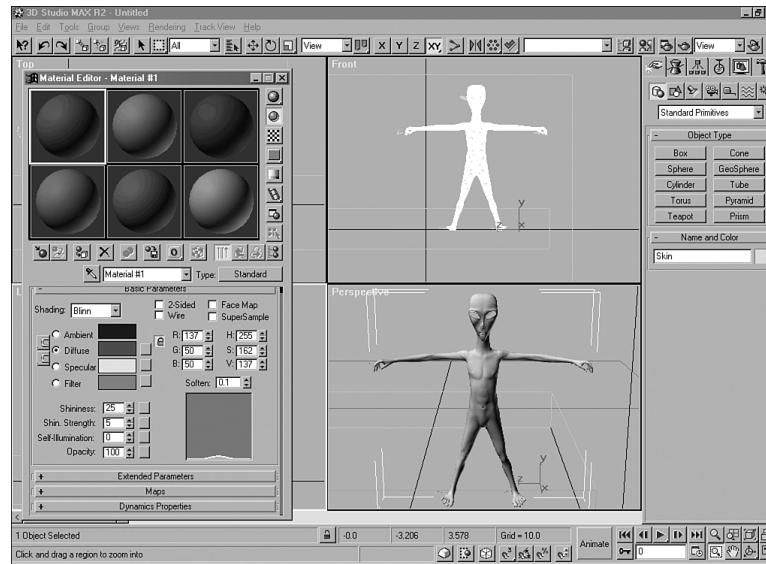 3D Studio MAX R2 - Untitled
File Edit Tools Group Views Rendering Track View Help
All View XY X Y Z View
Top
Front
Material Editor - Material #1
Standard Primitives
- Object Type
Box Cone
Sphere GeoSphere
Cylinder Tube
Torus Pyramid
Teapot Prism
- Name and Color
Skin
y
z x
Material #1 Type: Standard
- Basic Parameters
Perspective
Shading: Blinn 2-Sided Face Map
Wire SuperSample
Ambient R: 137 H: 255
Diffuse G: 50 S: 162
Specular B: 50 V: 137
Filter Soften: 0.1
Shininess: 25
Shin. Strength: 5
Self-Illumination: 0
Opacity: 100
y
z x
+ Extended Parameters
+ Maps
+ Dynamics Properties
1 Object Selected -0.0 -3.206 3.578 Grid = 10.0
Animate
0
Click and drag a region to zoom into